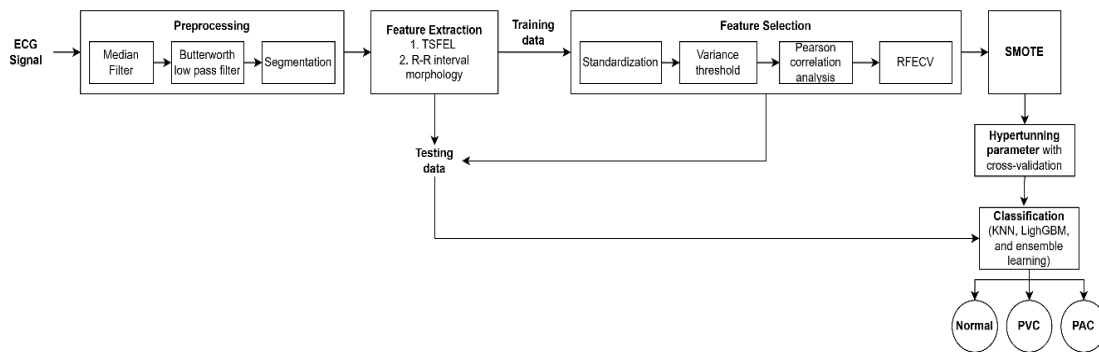 Preprocessing
ECG
Signal
Median
Filter
Butterworth
low pass filter
Segmentation
Feature Extraction
1. TSFEL
2. R-R interval
morphology
Training
data
Feature Selection
Standardization
Variance
threshold
Pearson
correlation
analysis
RFECV
SMOTE
Testing
data
Hypertunning
parameter with
cross-validation
Classification
(KNN, LighGBM,
and ensemble
learning)
Normal
PVC
PAC